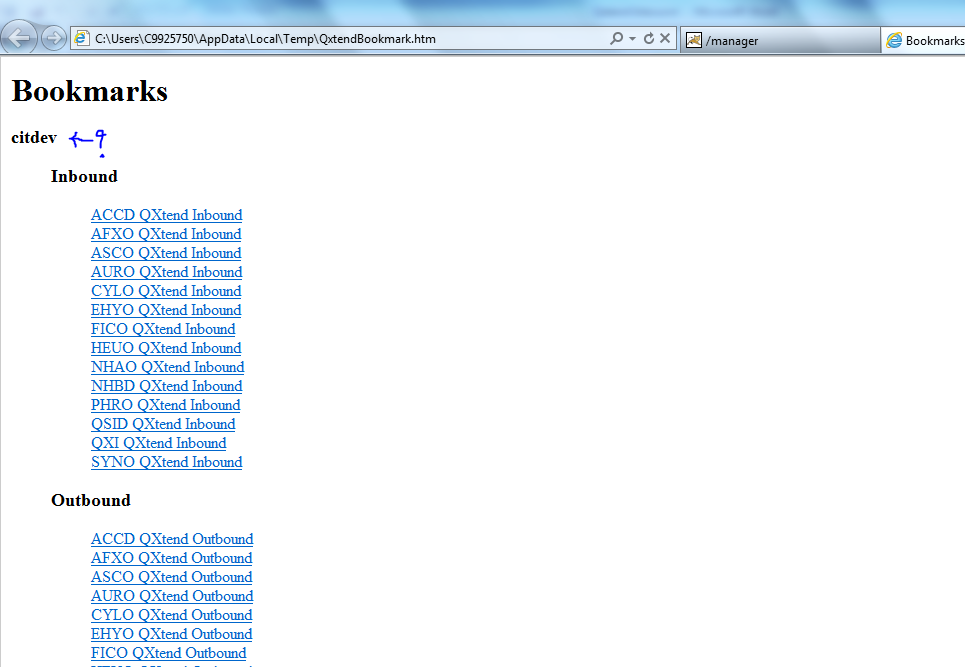 C:\Users\C9925750\AppData\Local\Temp\QxtendBookmark.htm
/manager
Bookmarks
Bookmarks
citdev ←?
Inbound
ACCD QXtend Inbound
AFXO QXtend Inbound
ASCO QXtend Inbound
AURO QXtend Inbound
CYLO QXtend Inbound
EHYO QXtend Inbound
FICO QXtend Inbound
HEUO QXtend Inbound
NHAO QXtend Inbound
NHBD QXtend Inbound
PHRO QXtend Inbound
QSID QXtend Inbound
QXI QXtend Inbound
SYNO QXtend Inbound
Outbound
ACCD QXtend Outbound
AFXO QXtend Outbound
ASCO QXtend Outbound
AURO QXtend Outbound
CYLO QXtend Outbound
EHYO QXtend Outbound
FICO QXtend Outbound